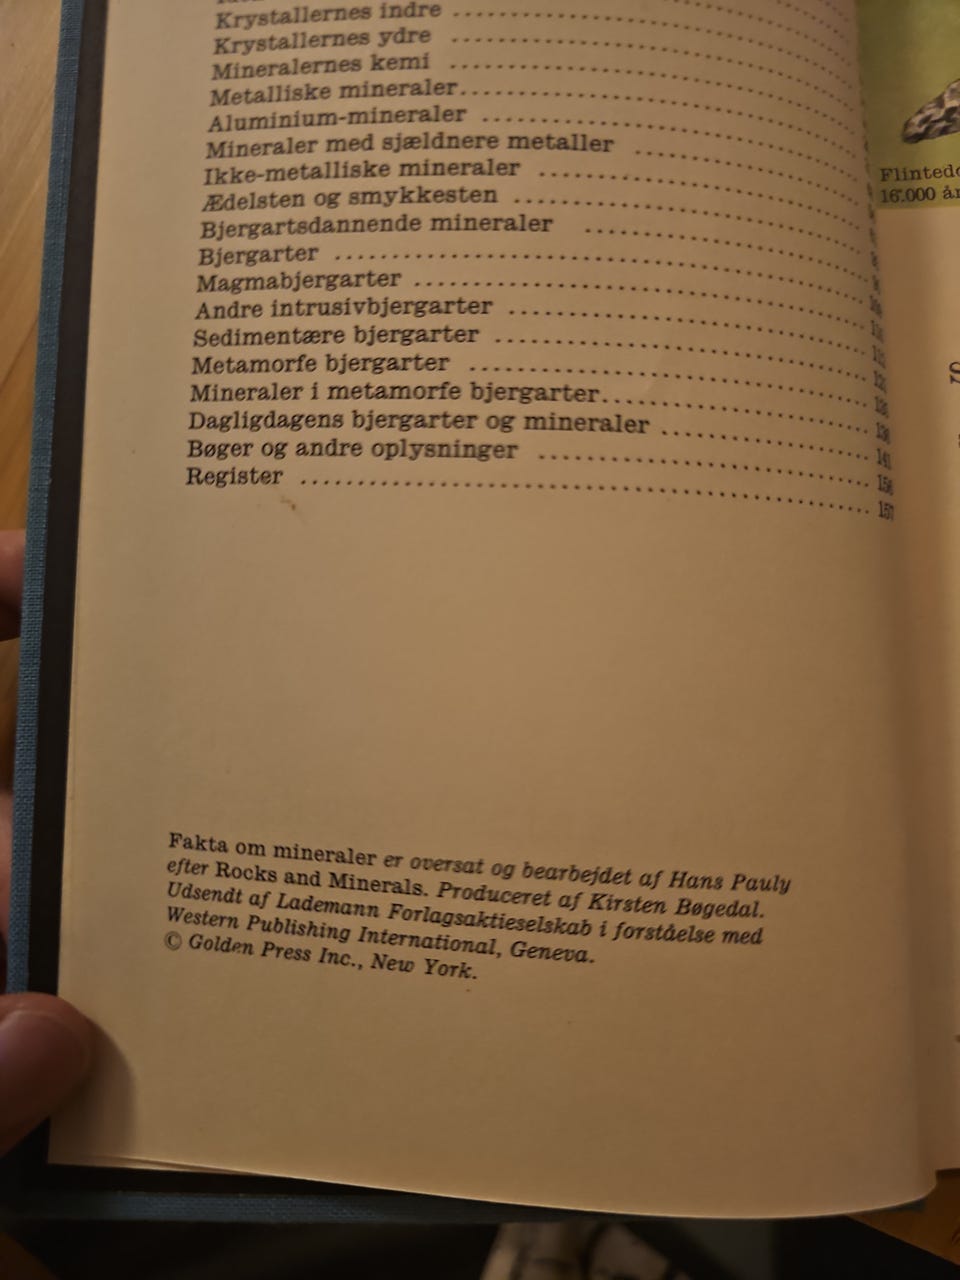 Krystallernes indre
Krystallernes ydre
Mineralernes kemi
Metalliske mineraler
Aluminium-mineraler
Mineraler med sjældnere metaller
Ikke-metalliske mineraler
Ædelsten og smykkesten
Bjergartsdannende mineraler
Bjergarter
Magmabjergarter
Andre intrusivbjergarter
Sedimentære bjergarter
Metamorfe bjergarter
Mineraler i metamorfe bjergarter
Dagligdagens bjergarter og mineraler 141
Bøger og andre oplysninger 156
Register 157
Fakta om mineraler er oversat og bearbejdet af Hans Pauly
efter Rocks and Minerals. Produceret af Kirsten Bøgedal.
Udsendt af Lademann Forlagsaktieselskab i forståelse med
Western Publishing International, Geneva.
© Golden Press Inc., New York.
16.000